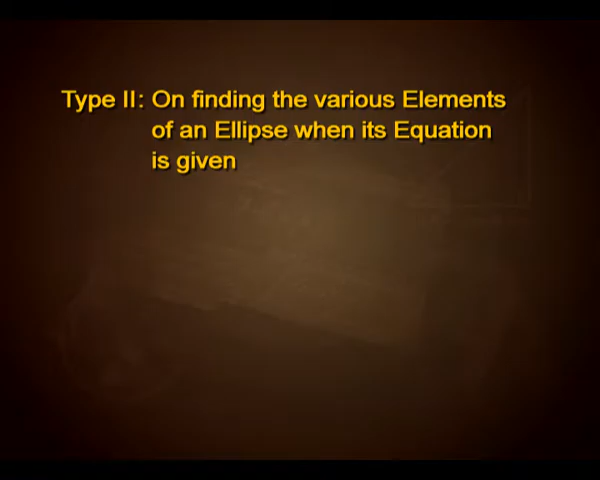 Type II: On finding the various Elements
of an Ellipse when its Equation
is given